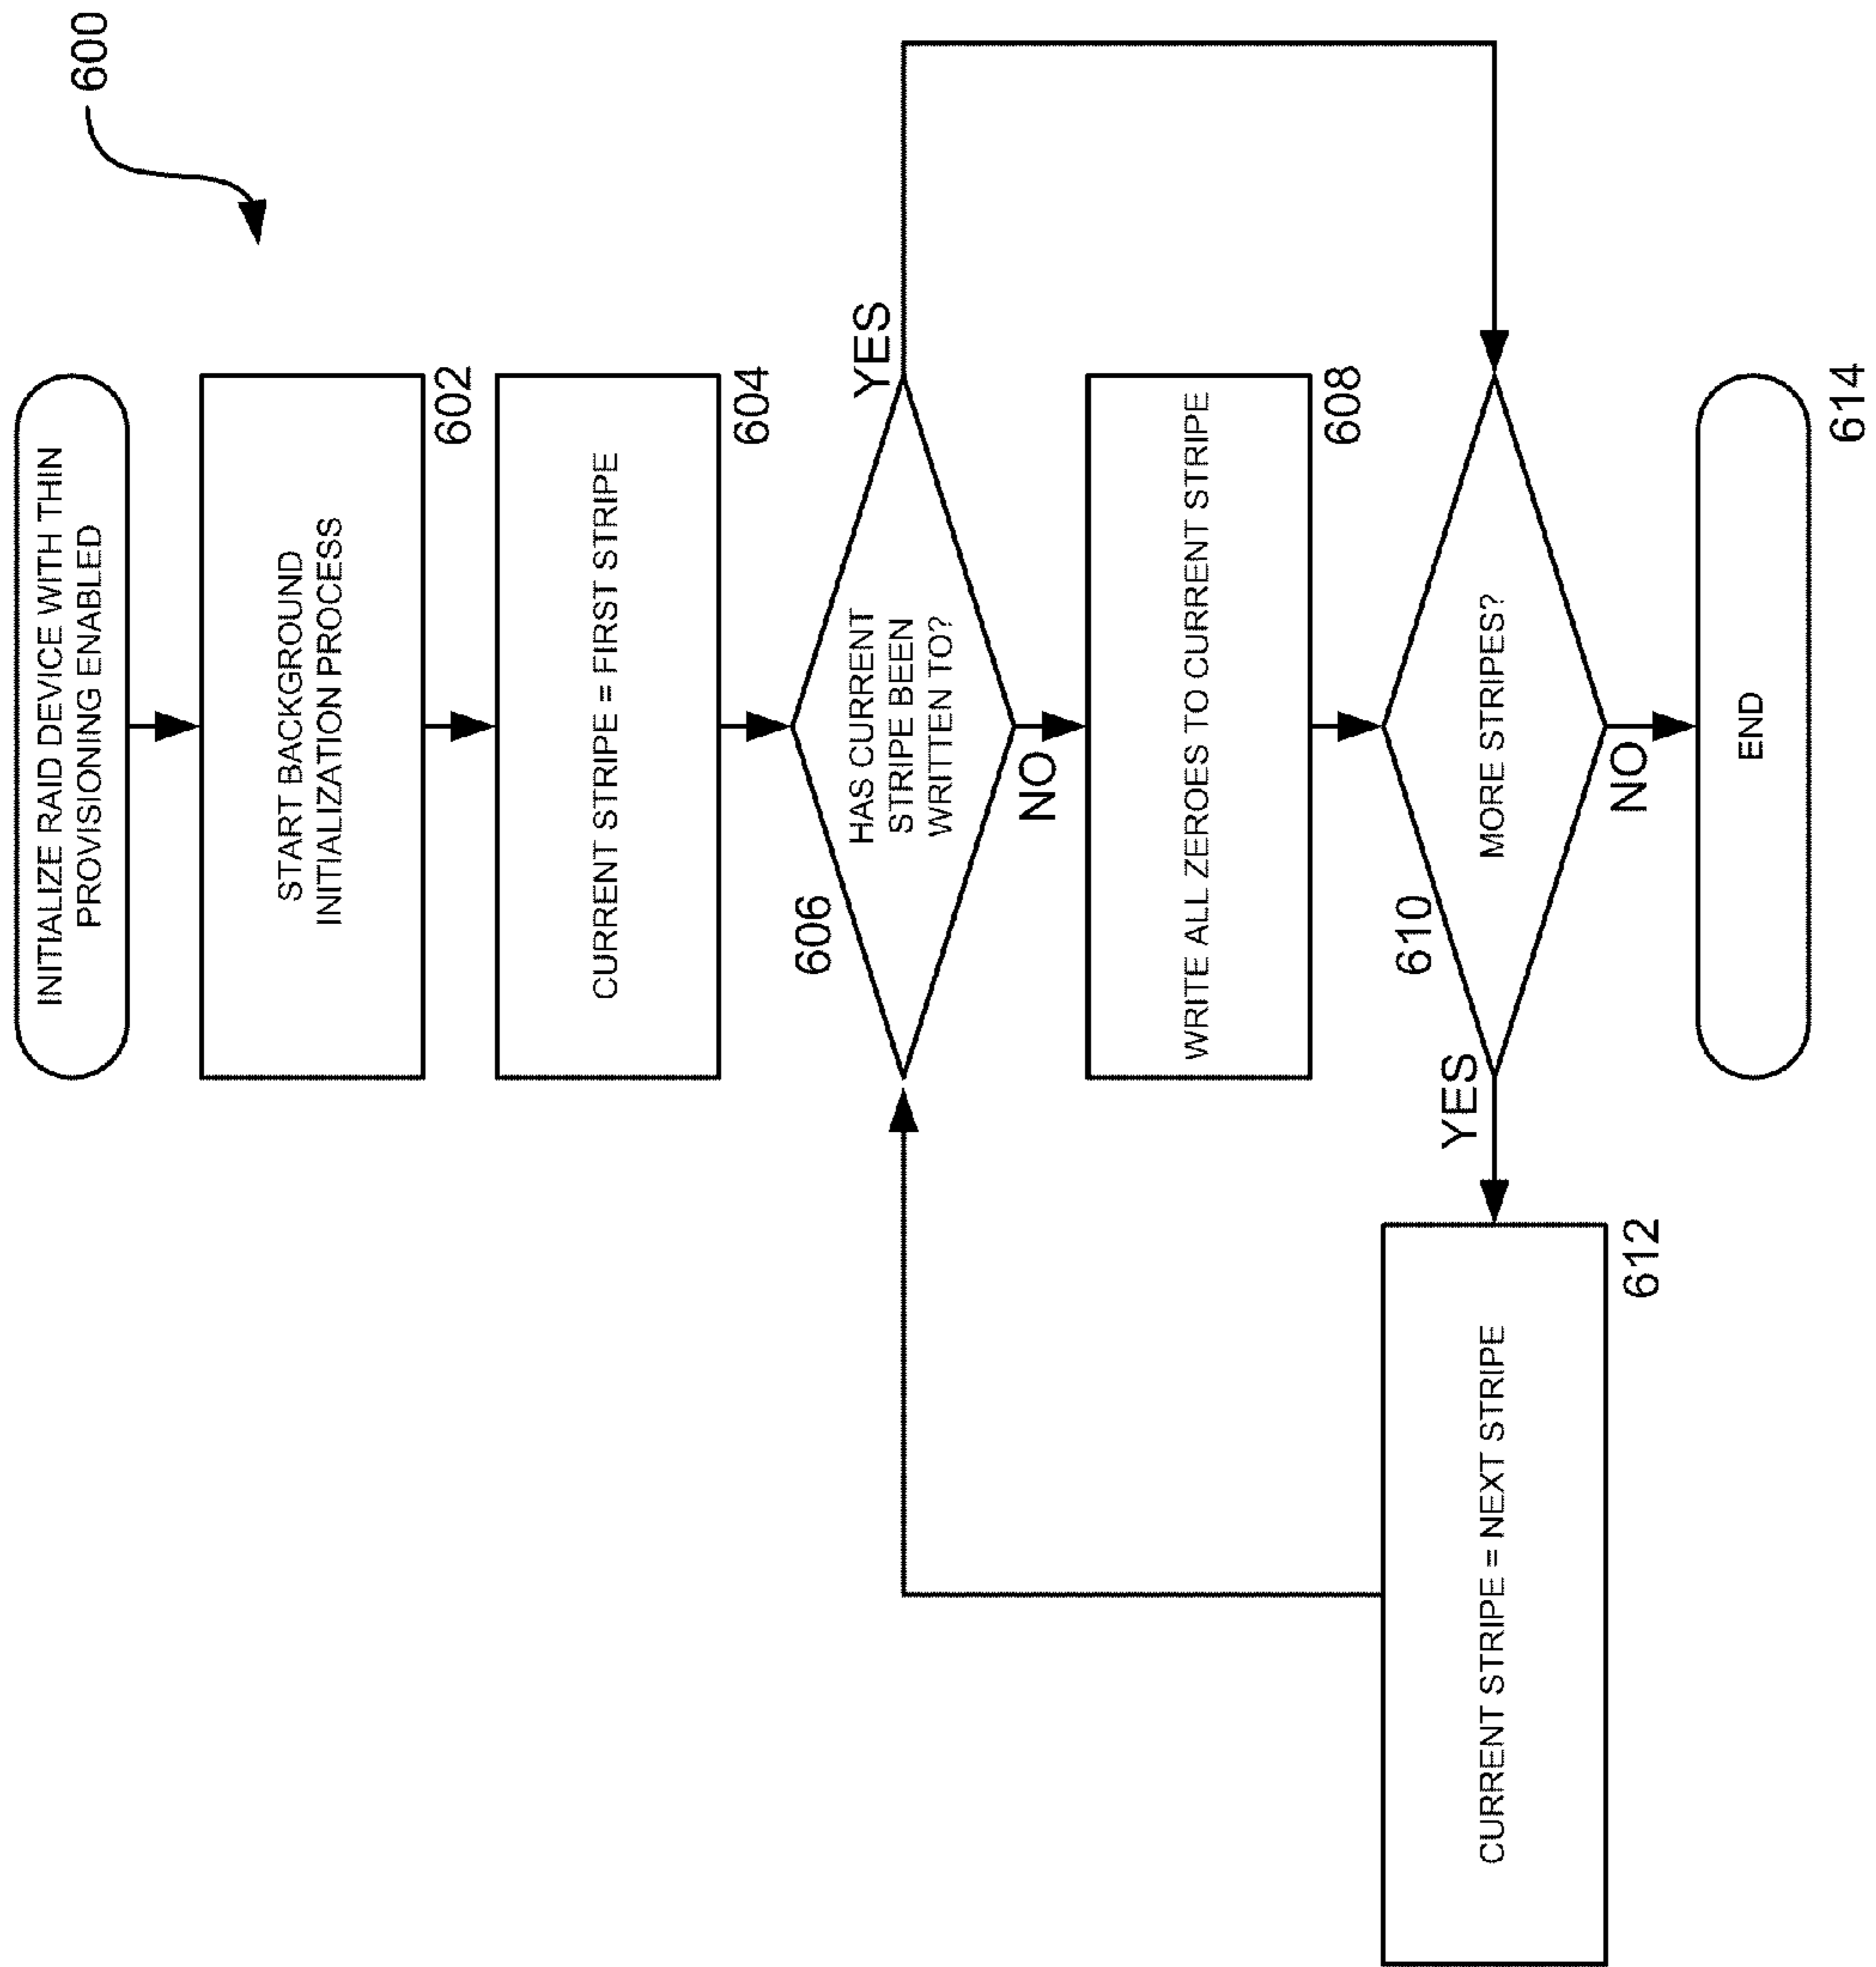 600
INITIALIZE RAID DEVICE WITH THIN
PROVISIONING ENABLED
START BACKGROUND
INITIALIZATION PROCESS
602
CURRENT STRIPE = FIRST STRIPE
604
606
HAS CURRENT
STRIPE BEEN
WRITTEN TO?
YES
NO
WRITE ALL ZEROES TO CURRENT STRIPE
608
610
MORE STRIPES?
YES
NO
CURRENT STRIPE = NEXT STRIPE
612
END
614